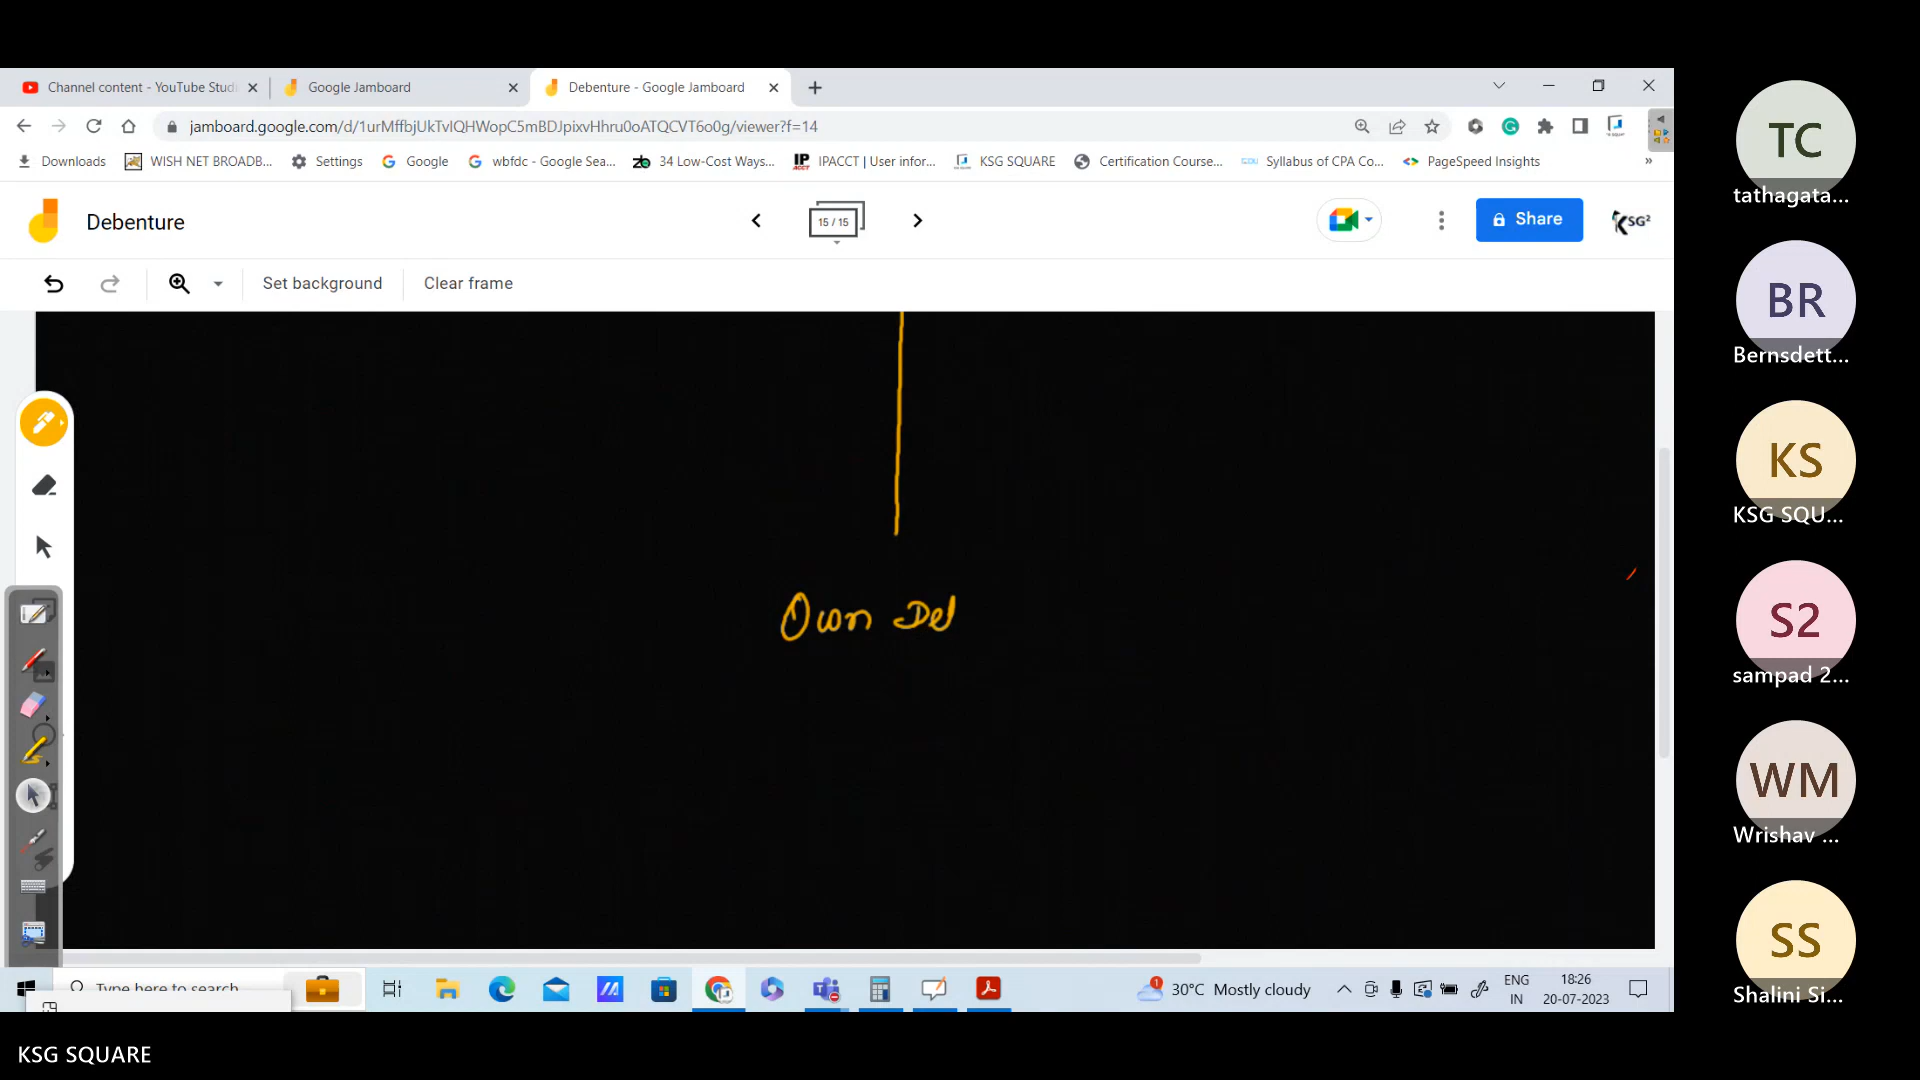 Channel content - YouTube Studi
Google Jamboard
Debenture - Google Jamboard
jamboard.google.com/d/1urMffbjUkTvIQHWopC5mBDJpixvHhru0oATQCVT6o0g/viewer?f=14
Downloads
WISH NET BROADB...
Settings
Google
wbfdc - Google Sea...
34 Low-Cost Ways...
IPACCT | User infor...
KSG SQUARE
Certification Course...
Syllabus of CPA Co...
PageSpeed Insights
»
Debenture
15 / 15
Share
KSG²
Set background
Clear frame
Own Deb
Type here to search
30°C Mostly cloudy
ENG
IN
18:26
20-07-2023
TC
tathagata...
BR
Bernsdett...
KS
KSG SQU...
S2
sampad 2...
WM
Wrishav ...
SS
Shalini Si...
KSG SQUARE